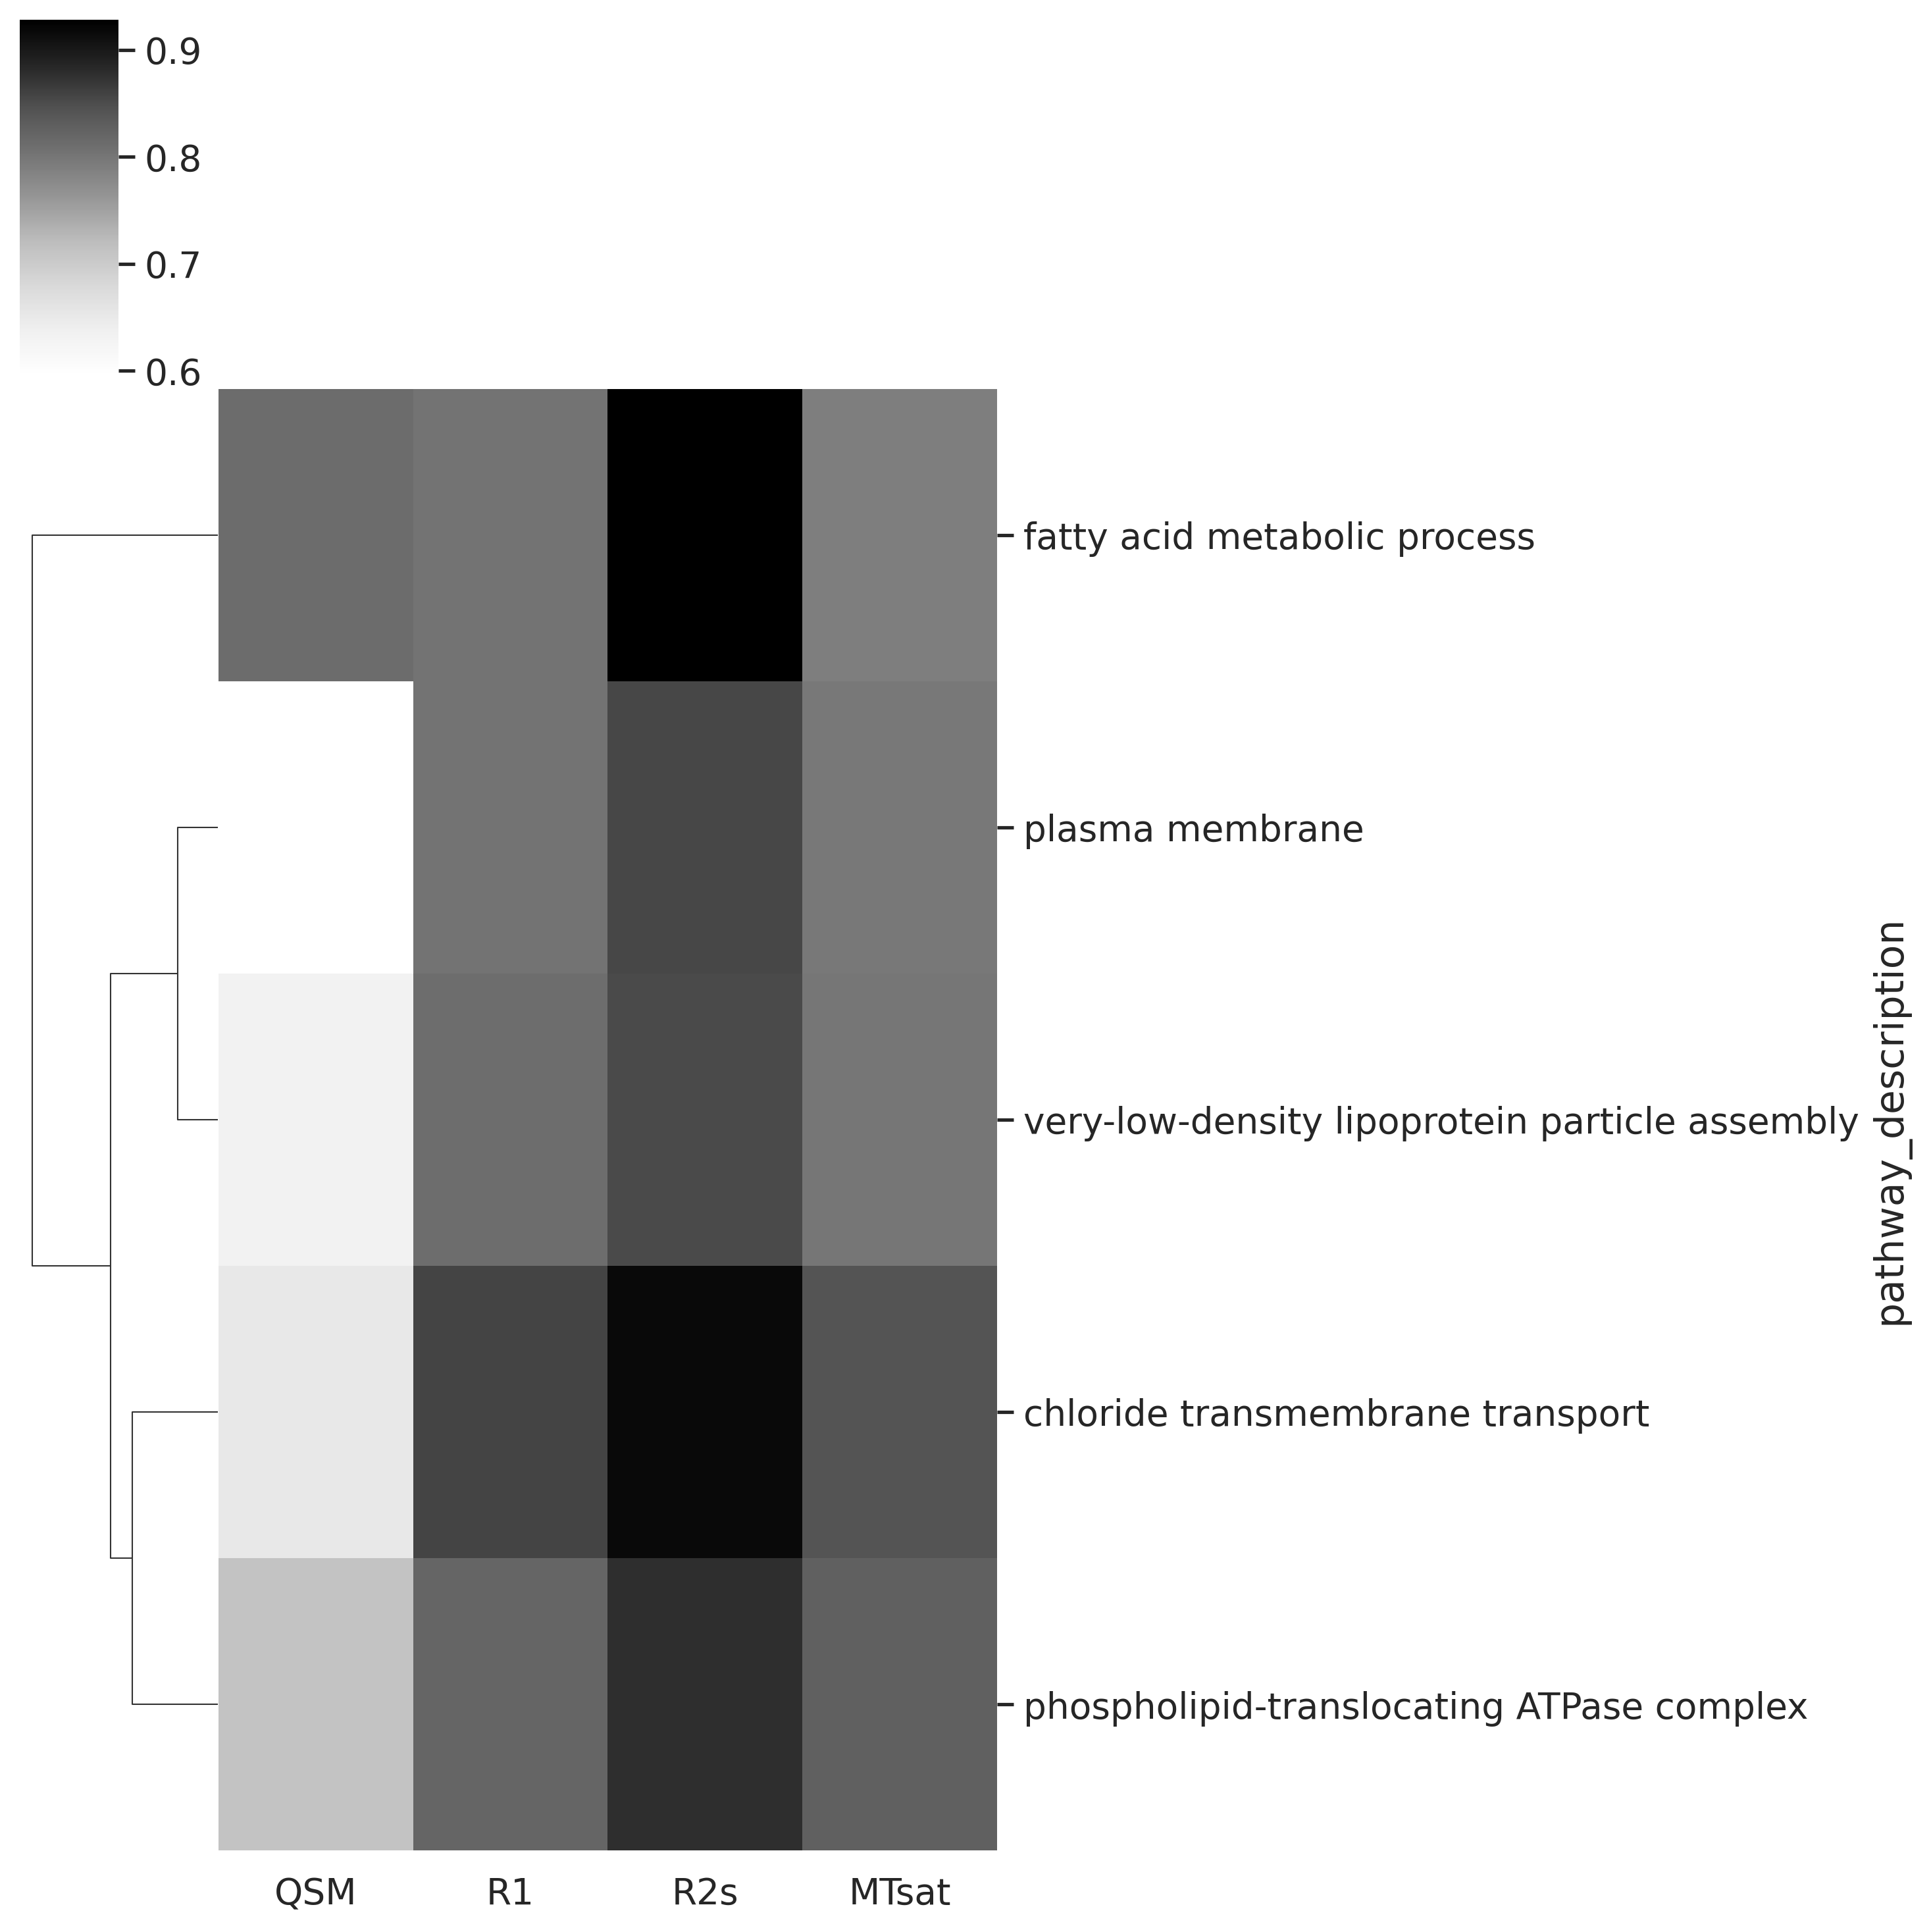 0.9
0.8
0.7
0.6
fatty acid metabolic process
plasma membrane
very-low-density lipoprotein particle assembly
chloride transmembrane transport
phospholipid-translocating ATPase complex
pathway_description
QSM R1 R2s MTsat